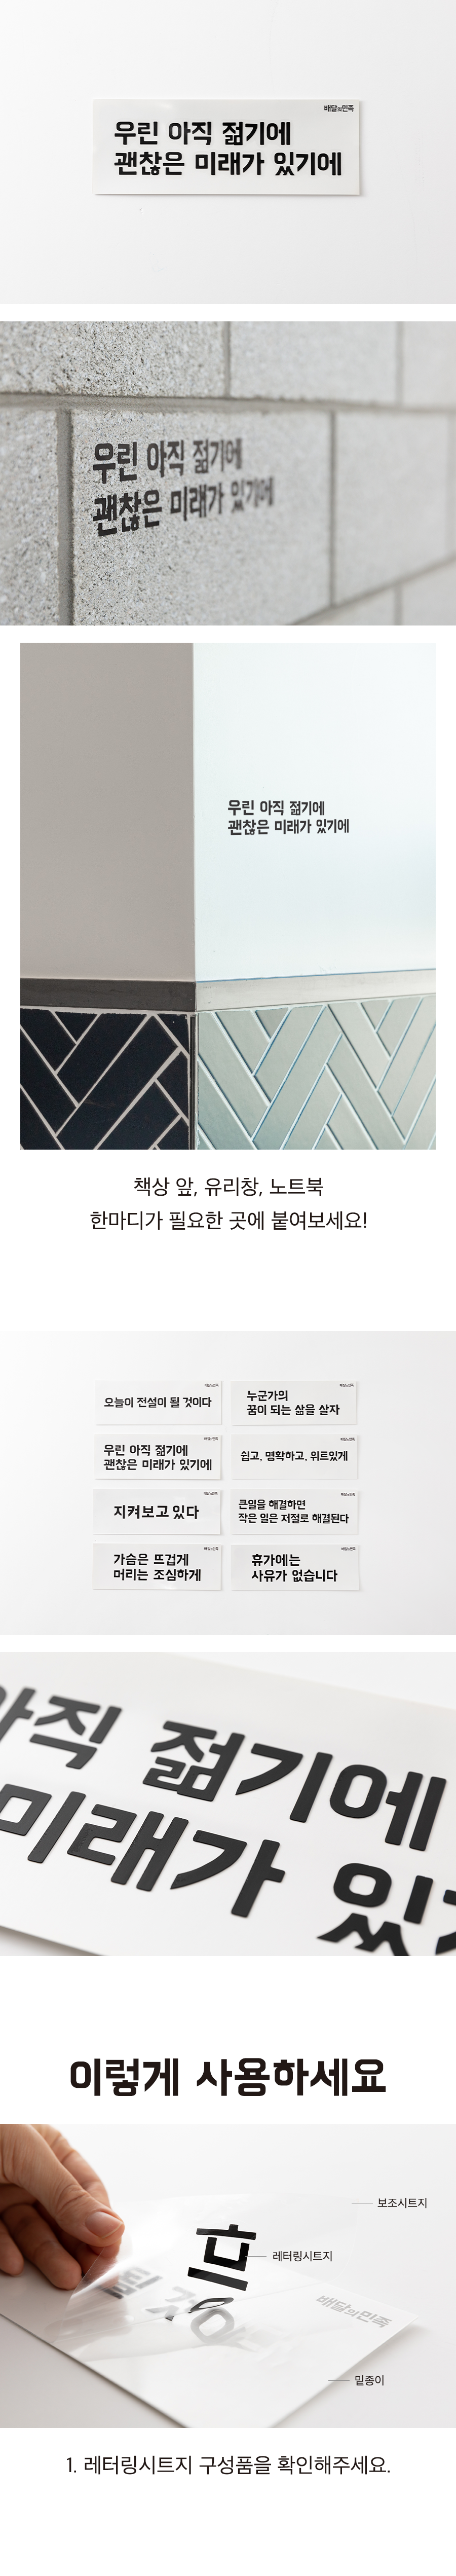 배달의민족
우린 아직 젊기에
괜찮은 미래가 있기에
우린 아직 젊기에
괜찮은 미래가 있기에
우린 아직 젊기에
괜찮은 미래가 있기에
책상 앞, 유리창, 노트북
한마디가 필요한 곳에 붙여보세요!
배달의민족
오늘이 전설이 될 것이다
배달의민족
누군가의
꿈이 되는 삶을 살자
배달의민족
우린 아직 젊기에
괜찮은 미래가 있기에
배달의민족
쉽고, 명확하고, 위트있게
배달의민족
지켜보고 있다
배달의민족
큰일을 해결하면
작은 일은 저절로 해결된다
배달의민족
가슴은 뜨겁게
머리는 조심하게
배달의민족
휴가에는
사유가 없습니다
아직 젊기에
미래가 있기
이렇게 사용하세요
보조시트지
레터링시트지
배달의민족
밑종이
1. 레터링시트지 구성품을 확인해주세요.